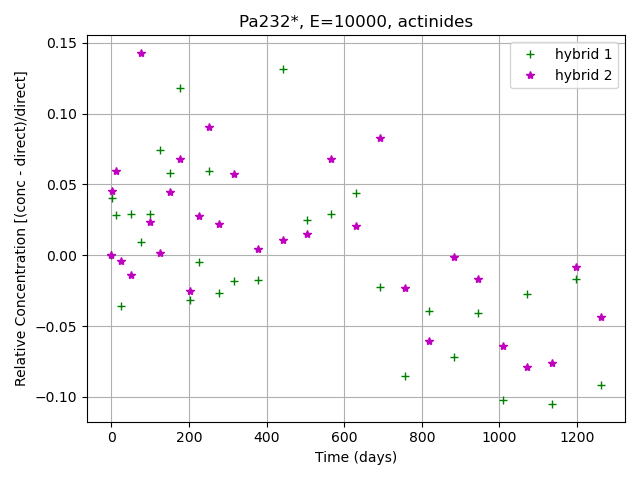 Pa232*, E=10000, actinides
hybrid 1
hybrid 2
Relative Concentration [(conc - direct)/direct]
0.15
0.10
0.05
0.00
−0.05
−0.10
0 200 400 600 800 1000 1200
Time (days)